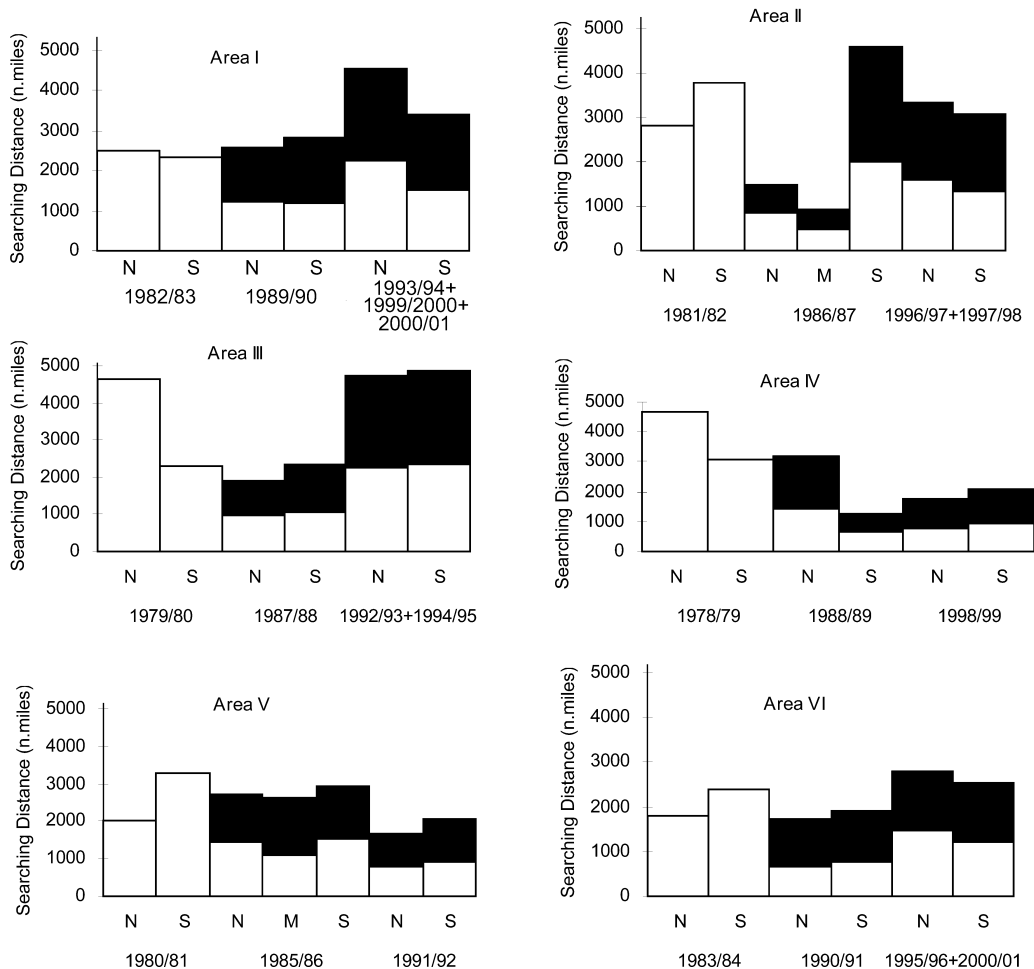 Area Ⅰ
Searching Distance (n.miles)
5000
4000
3000
2000
1000
0
N S N S N S
1982/83 1989/90 1993/94+
1999/2000+
2000/01
Area Ⅱ
Searching Distance (n.miles)
5000
4000
3000
2000
1000
0
N S N M S N S
1981/82 1986/87 1996/97+1997/98
Area Ⅲ
Searching Distance (n.miles)
5000
4000
3000
2000
1000
0
N S N S N S
1979/80 1987/88 1992/93+1994/95
Area Ⅳ
Searching Distance (n.miles)
5000
4000
3000
2000
1000
0
N S N S N S
1978/79 1988/89 1998/99
Area Ⅴ
Searching Distance (n.miles)
5000
4000
3000
2000
1000
0
N S N M S N S
1980/81 1985/86 1991/92
Area Ⅵ
Searching Distance (n.miles)
5000
4000
3000
2000
1000
0
N S N S N S
1983/84 1990/91 1995/96+2000/01